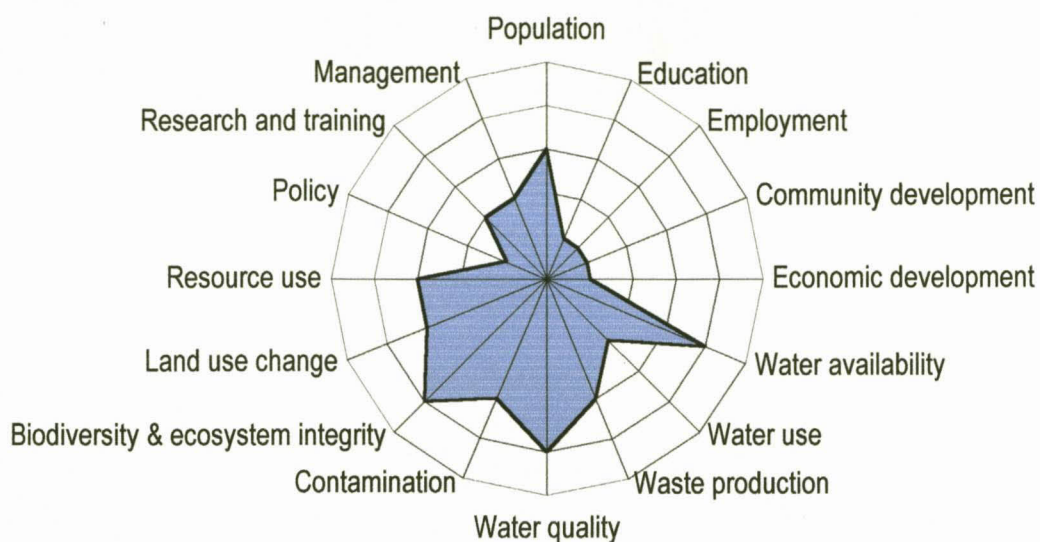 Population
Management
Education
Research and training
Employment
Policy
Community development
Resource use
Economic development
Land use change
Water availability
Biodiversity & ecosystem integrity
Water use
Contamination
Waste production
Water quality